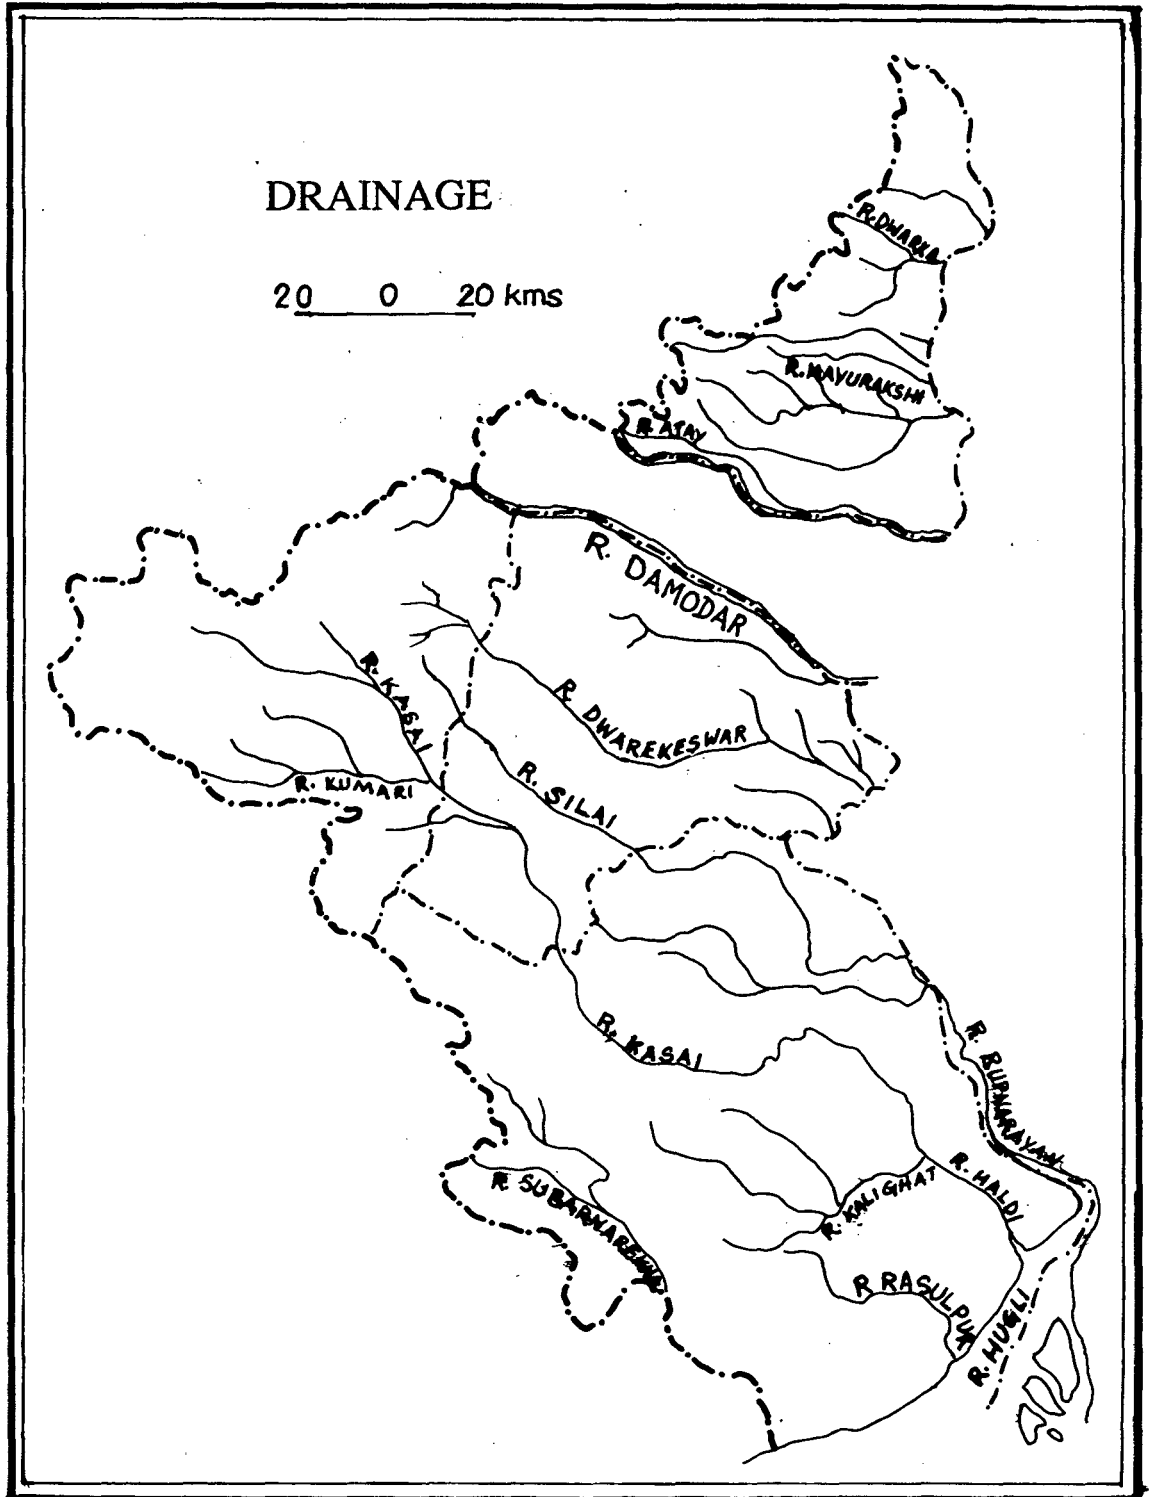 DRAINAGE
20 0 20 kms
R. DWARKA
R. MAYURAKSHI
R. AJAY
R. DAMODAR
R. KASAI
R. DWAREKESWAR
R. KUMARI
R. SILAI
R. KASAI
R. BUPNARAYAN
R. HALDI
R. KALIGHAT
R. SUBARNAREKHA
R RASULPUR
R. HUGLI